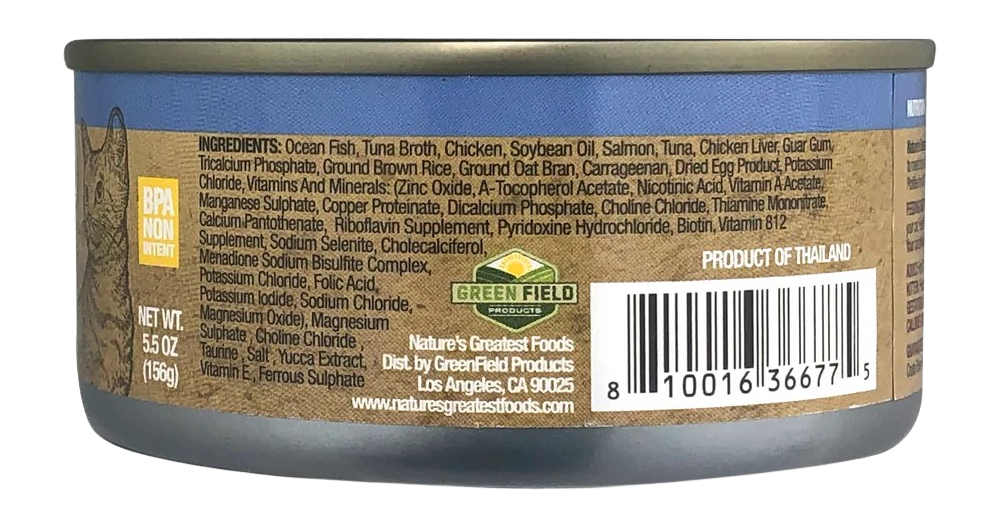 INGREDIENTS: Ocean Fish, Tuna Broth, Chicken, Soybean Oil, Salmon, Tuna, Chicken Liver, Guar Gum,
Tricalcium Phosphate, Ground Brown Rice, Ground Oat Bran, Carrageenan, Dried Egg Product, Potassium
Chloride, Vitamins And Minerals: (Zinc Oxide, A-Tocopherol Acetate, Nicotinic Acid, Vitamin A Acetate,
Manganese Sulphate, Copper Proteinate, Dicalcium Phosphate, Choline Chloride, Thiamine Mononitrate,
Calcium Pantothenate, Riboflavin Supplement, Pyridoxine Hydrochloride, Biotin, Vitamin 812
Supplement, Sodium Selenite, Cholecalciferol,
Menadione Sodium Bisulfite Complex,
Potassium Chloride, Folic Acid,
Potassium Iodide, Sodium Chloride,
Magnesium Oxide), Magnesium
Sulphate , Choline Chloride ,
Taurine , Salt , Yucca Extract,
Vitamin E , Ferrous Sulphate
BPA
NON
INTENT
NET WT.
5.5 OZ
(156g)
GREEN FIELD
PRODUCTS
Nature's Greatest Foods
Dist. by GreenField Products
Los Angeles, CA 90025
www.naturesgreatestfoods.com
PRODUCT OF THAILAND
8 10016 36677 5